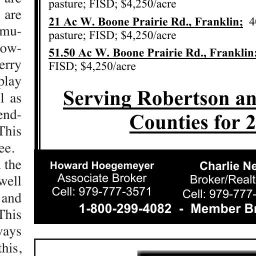 are
mu-
ow-
erry
play
l as
end-
This
ee.
the
well
and
This
ways
this,
pasture; FISD; $4,250/acre
21 Ac W. Boone Prairie Rd., Franklin;
pasture; FISD; $4,250/acre
51.50 Ac W. Boone Prairie Rd., Franklin;
FISD; $4,250/acre
Serving Robertson an
Counties for 2
Howard Hoegemeyer
Associate Broker
Cell: 979-777-3571
Charlie Ne
Broker/Realt
Cell: 979-777-
1-800-299-4082 - Member Br